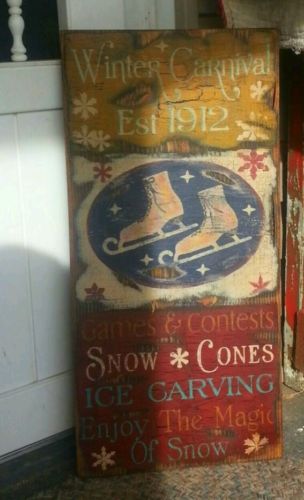 Winter Carnival
Est 1912
Games & Contests
Snow * Cones
Ice Carving
Enjoy The Magic
Of Snow